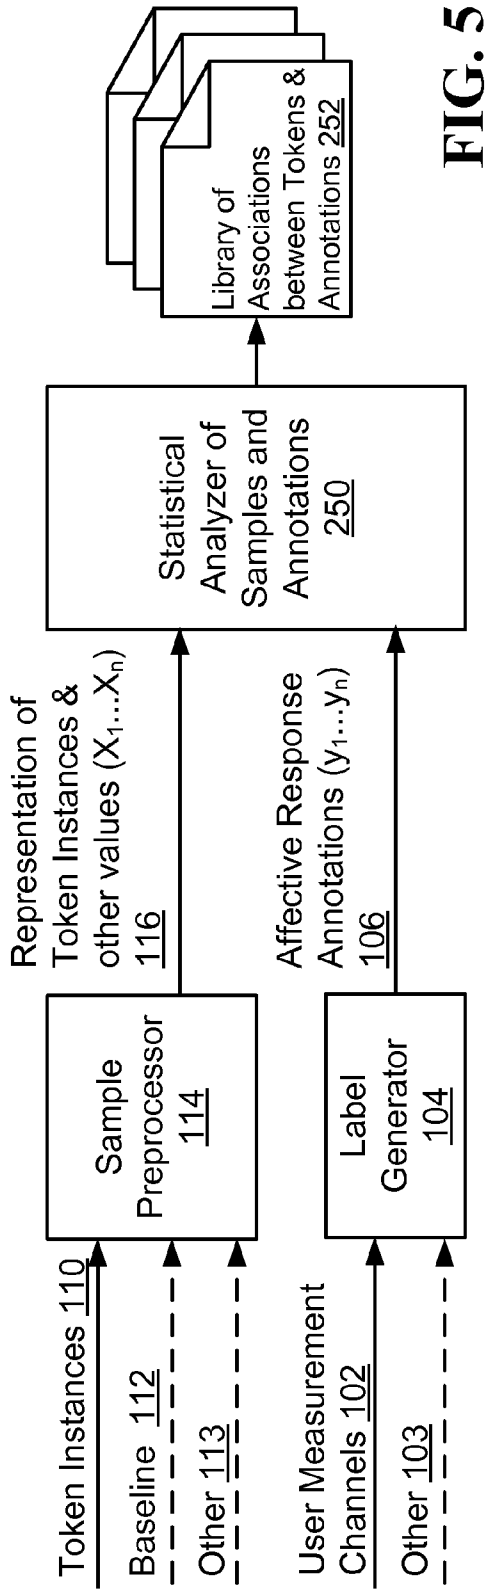 Token Instances 110
Baseline 112
Other 113
Sample
Preprocessor
114
Representation of
Token Instances &
other values (X₁...Xₙ)
116
User Measurement
Channels 102
Other 103
Label
Generator
104
Affective Response
Annotations (y₁...yₙ)
106
Statistical
Analyzer of
Samples and
Annotations
250
Library of
Associations
between Tokens &
Annotations 252
FIG. 5